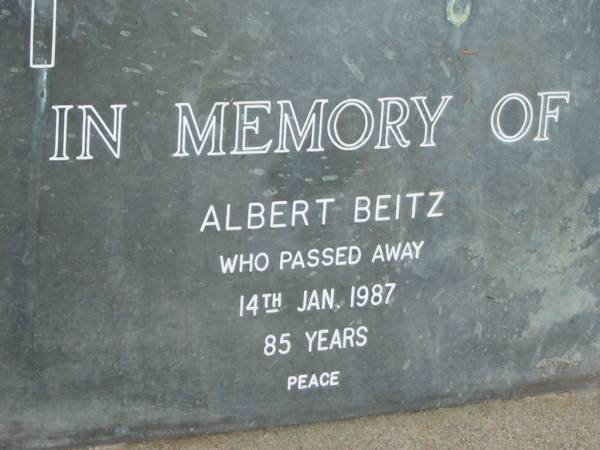 IN MEMORY OF
ALBERT BEITZ
WHO PASSED AWAY
14TH JAN. 1987
85 YEARS
PEACE